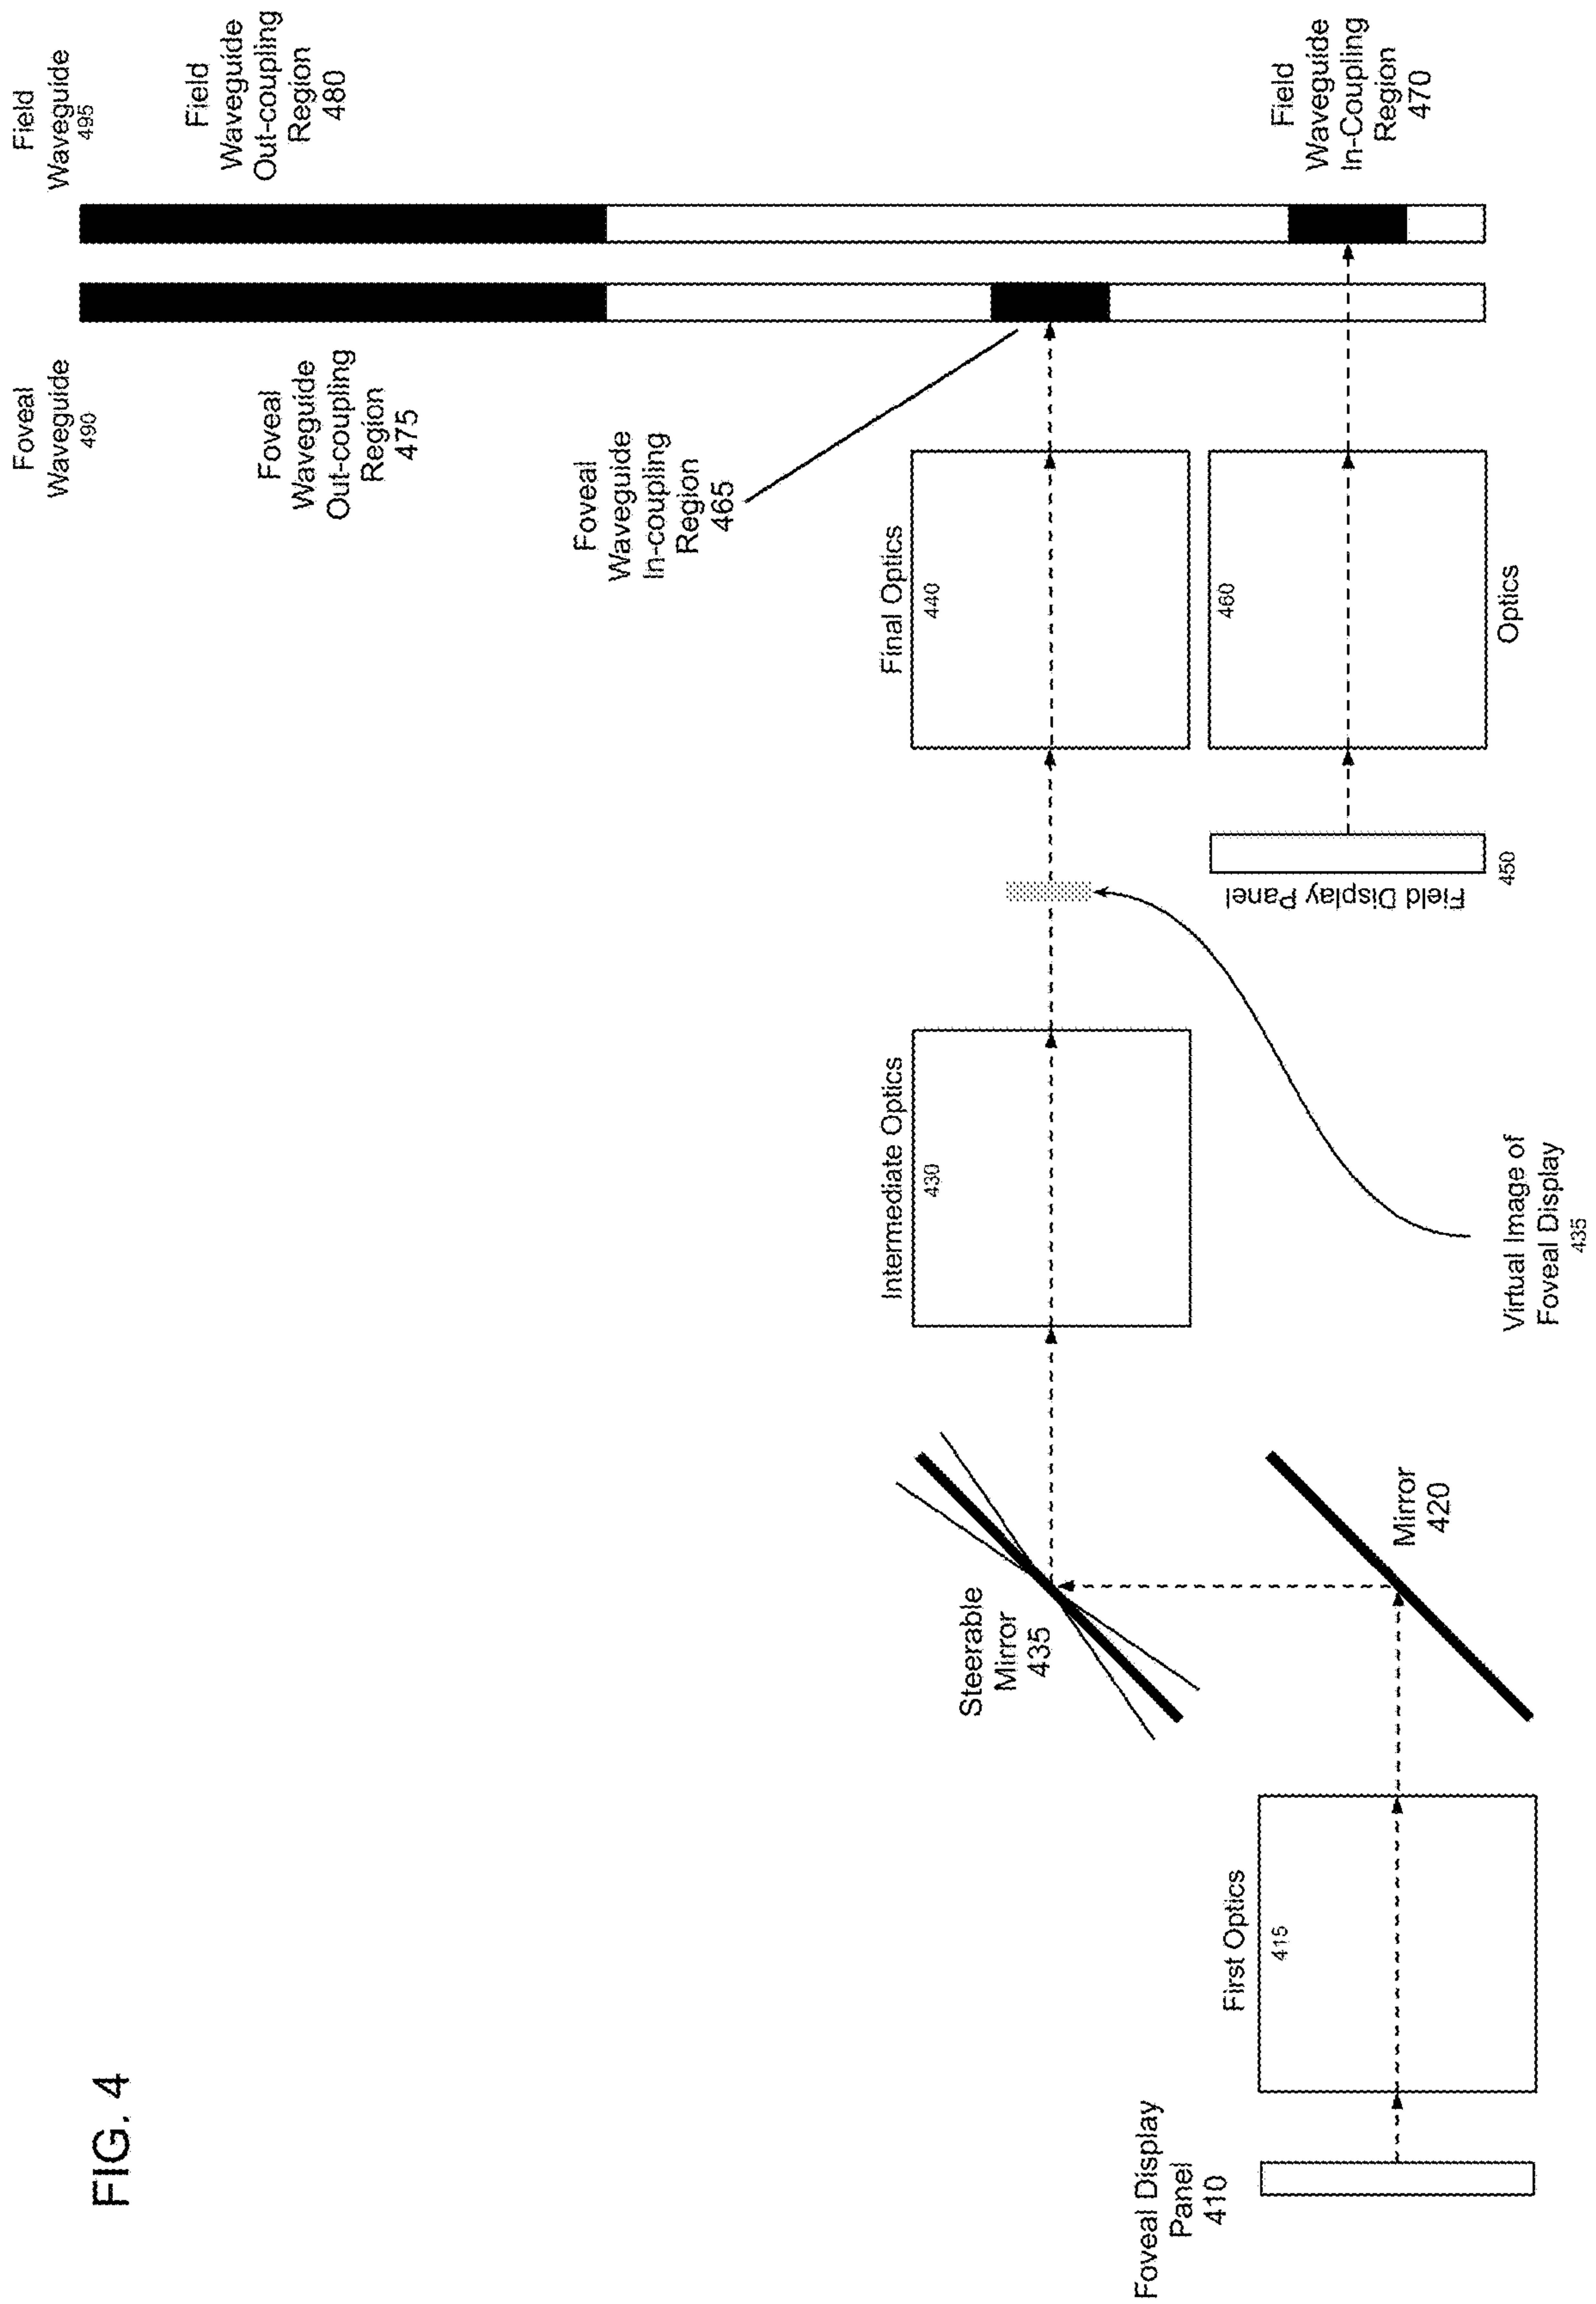 FIG. 4
Foveal Display
Panel
410
First Optics
415
Mirror
420
Steerable
Mirror
435
Intermediate Optics
430
Virtual Image of
Foveal Display
435
Final Optics
440
Field Display Panel
450
460
Optics
Foveal
Waveguide
In-coupling
Region
465
Foveal
Waveguide
490
Foveal
Waveguide
Out-coupling
Region
475
Field
Waveguide
495
Field
Waveguide
Out-coupling
Region
480
Field
Waveguide
In-Coupling
Region
470